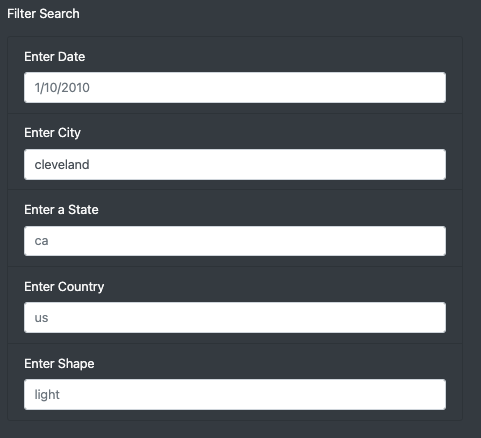 Filter Search
Enter Date
1/10/2010
Enter City
cleveland
Enter a State
ca
Enter Country
us
Enter Shape
light